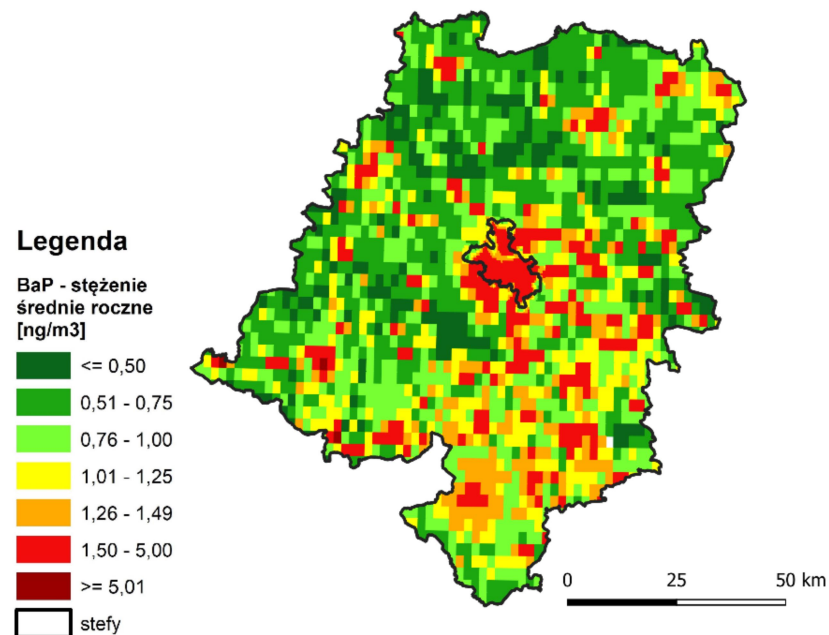 Legenda
BaP - stężenie
średnie roczne
[ng/m3]
<= 0,50
0,51 - 0,75
0,76 - 1,00
1,01 - 1,25
1,26 - 1,49
1,50 - 5,00
>= 5,01
stefy
0 25 50 km